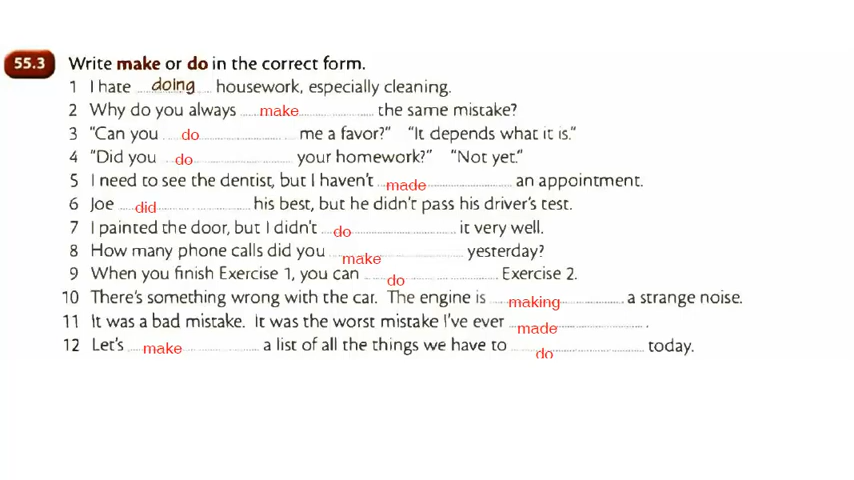 55.3 Write make or do in the correct form.
1 I hate doing housework, especially cleaning.
2 Why do you always make the same mistake?
3 "Can you do me a favor?" "It depends what it is."
4 "Did you do your homework?" "Not yet."
5 I need to see the dentist, but I haven't made an appointment.
6 Joe did his best, but he didn't pass his driver's test.
7 I painted the door, but I didn't do it very well.
8 How many phone calls did you make yesterday?
9 When you finish Exercise 1, you can do Exercise 2.
10 There's something wrong with the car. The engine is making a strange noise.
11 It was a bad mistake. It was the worst mistake I've ever made.
12 Let's make a list of all the things we have to do today.